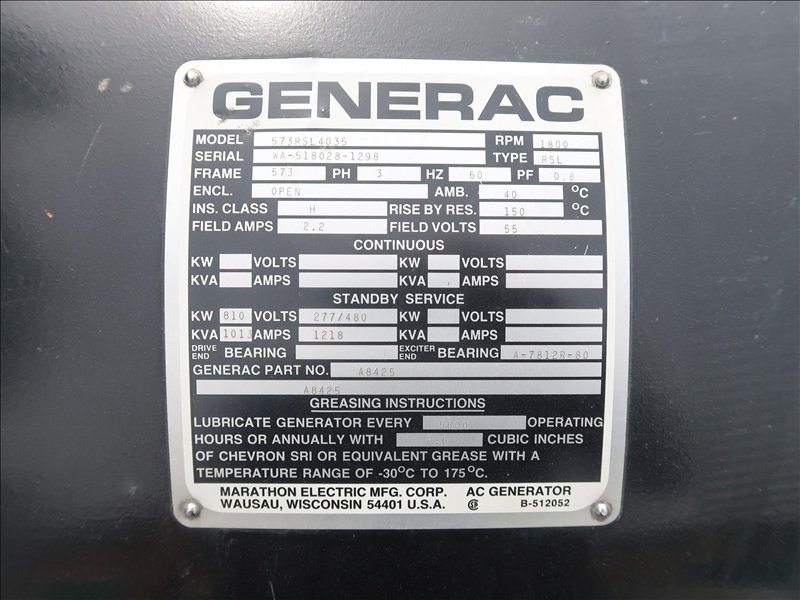 GENERAC
MODEL 573RSL4035 RPM 1800
SERIAL WA-518028-1298 TYPE RSL
FRAME 573 PH 3 HZ 60 PF 0.8
ENCL. OPEN AMB. 40 °C
INS. CLASS H RISE BY RES. 150 °C
FIELD AMPS 2.2 FIELD VOLTS 55
CONTINUOUS
KW VOLTS KW VOLTS
KVA AMPS KVA AMPS
STANDBY SERVICE
KW 810 VOLTS 277/480 KW VOLTS
KVA 1013 AMPS 1218 KVA AMPS
DRIVE END BEARING EXCITER END BEARING A-7812R-80
GENERAC PART NO. A8425
A8425
GREASING INSTRUCTIONS
LUBRICATE GENERATOR EVERY OPERATING
HOURS OR ANNUALLY WITH CUBIC INCHES
OF CHEVRON SRI OR EQUIVALENT GREASE WITH A
TEMPERATURE RANGE OF -30°C TO 175°C.
MARATHON ELECTRIC MFG. CORP. AC GENERATOR
WAUSAU, WISCONSIN 54401 U.S.A. B-512052